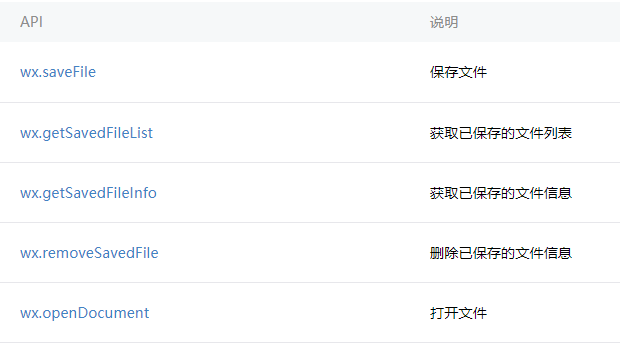 API 说明
wx.saveFile 保存文件
wx.getSavedFileList 获取已保存的文件列表
wx.getSavedFileInfo 获取已保存的文件信息
wx.removeSavedFile 删除已保存的文件信息
wx.openDocument 打开文件